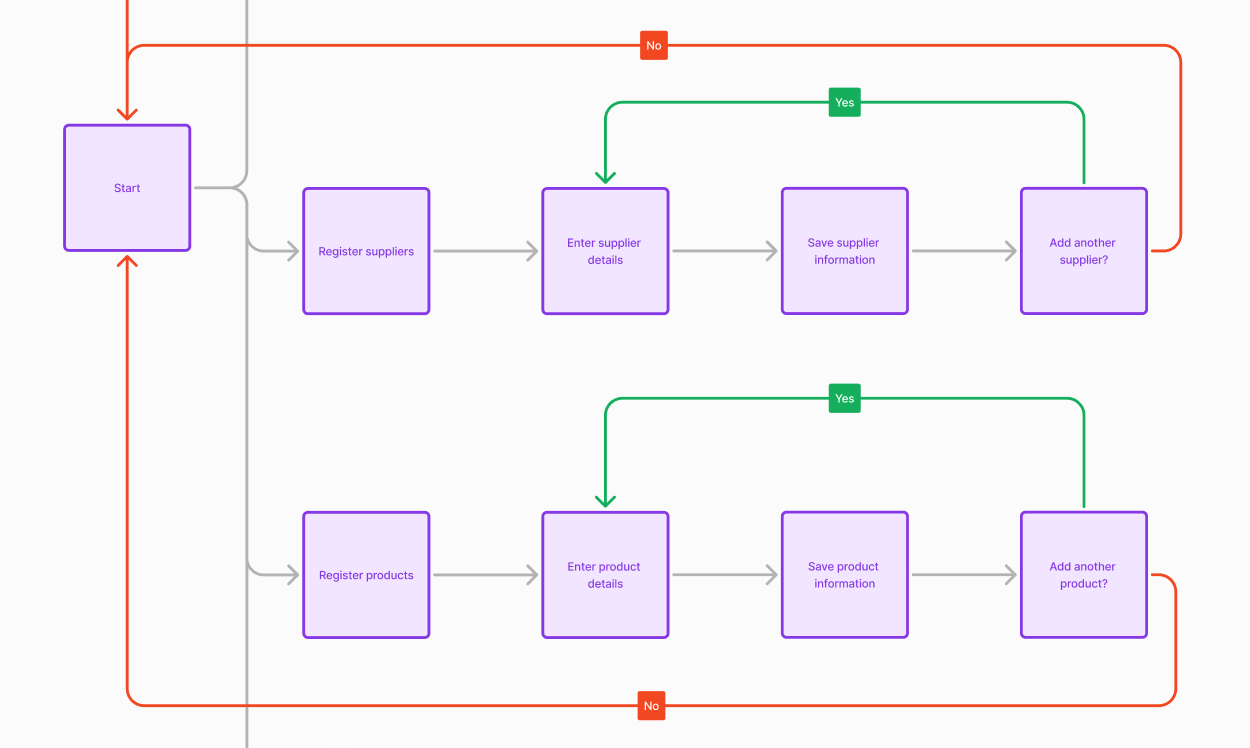 No
Yes
Start
Register suppliers
Enter supplier
details
Save supplier
information
Add another
supplier?
Yes
Register products
Enter product
details
Save product
information
Add another
product?
No